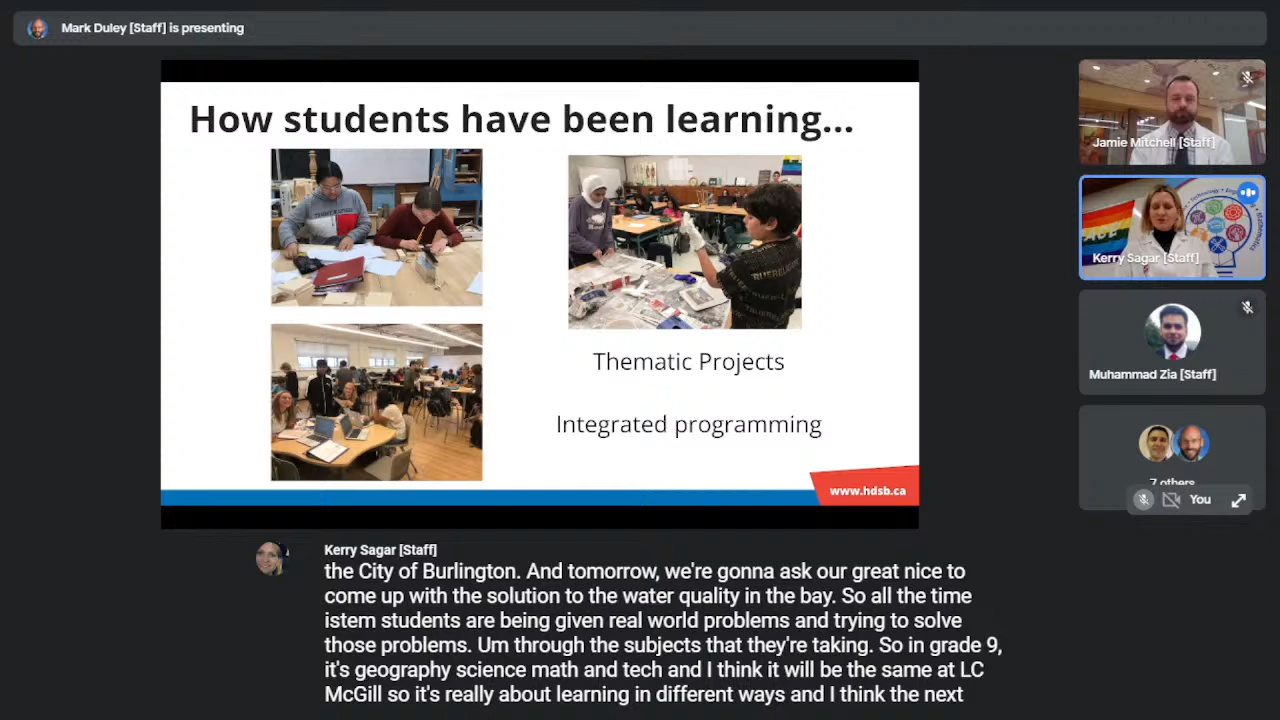 Mark Duley [Staff] is presenting
How students have been learning...
Thematic Projects
Integrated programming
www.hdsb.ca
Jamie Mitchell [Staff]
Kerry Sagar [Staff]
Muhammad Zia [Staff]
7 others
You
Kerry Sagar [Staff]
the City of Burlington. And tomorrow, we're gonna ask our great nice to
come up with the solution to the water quality in the bay. So all the time
istem students are being given real world problems and trying to solve
those problems. Um through the subjects that they're taking. So in grade 9,
it's geography science math and tech and I think it will be the same at LC
McGill so it's really about learning in different ways and I think the next